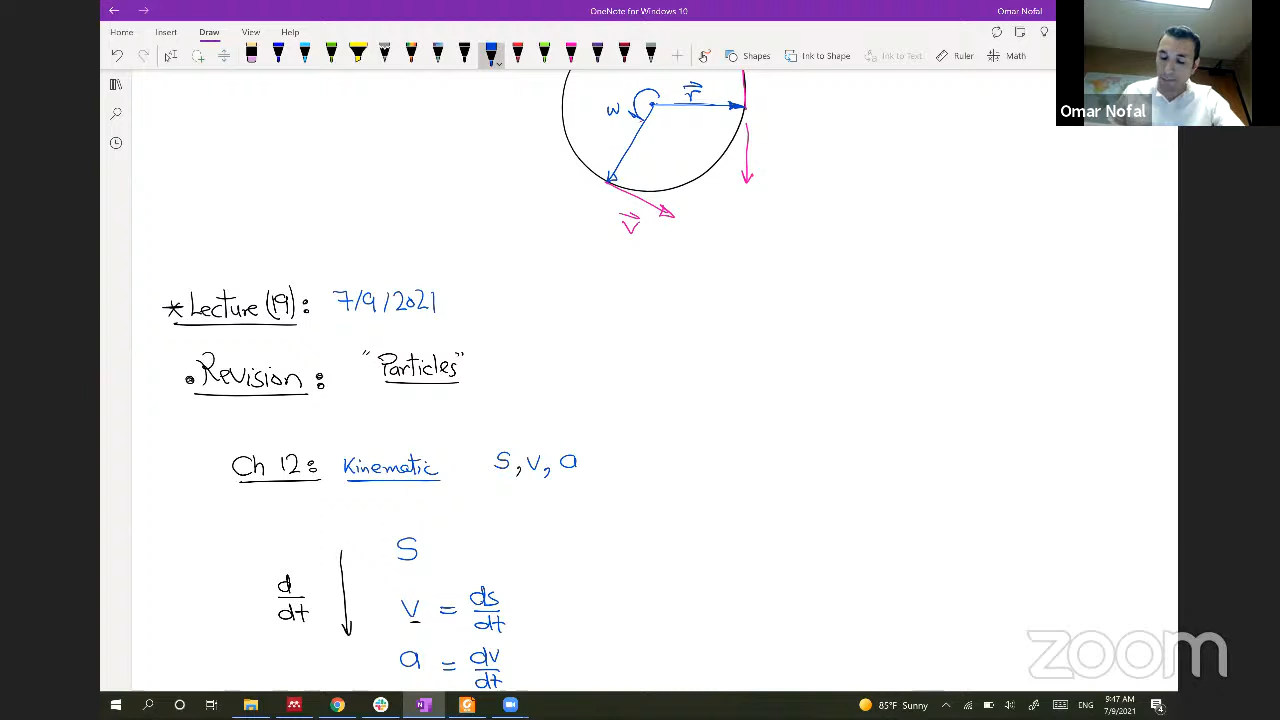 OneNote for Windows 10
Omar Nofal
Home Insert Draw View Help
Shapes Ink to Shape Ink to Text Ruler Math
Omar Nofal
r
w
v
*Lecture (19): 7/9/2021
• Revision: "Particles"
Ch 12: Kinematic S, v, a
S
d/dt
v = ds/dt
a = dv/dt
zoom
85°F Sunny
ENG
9:47 AM
7/9/2021
4